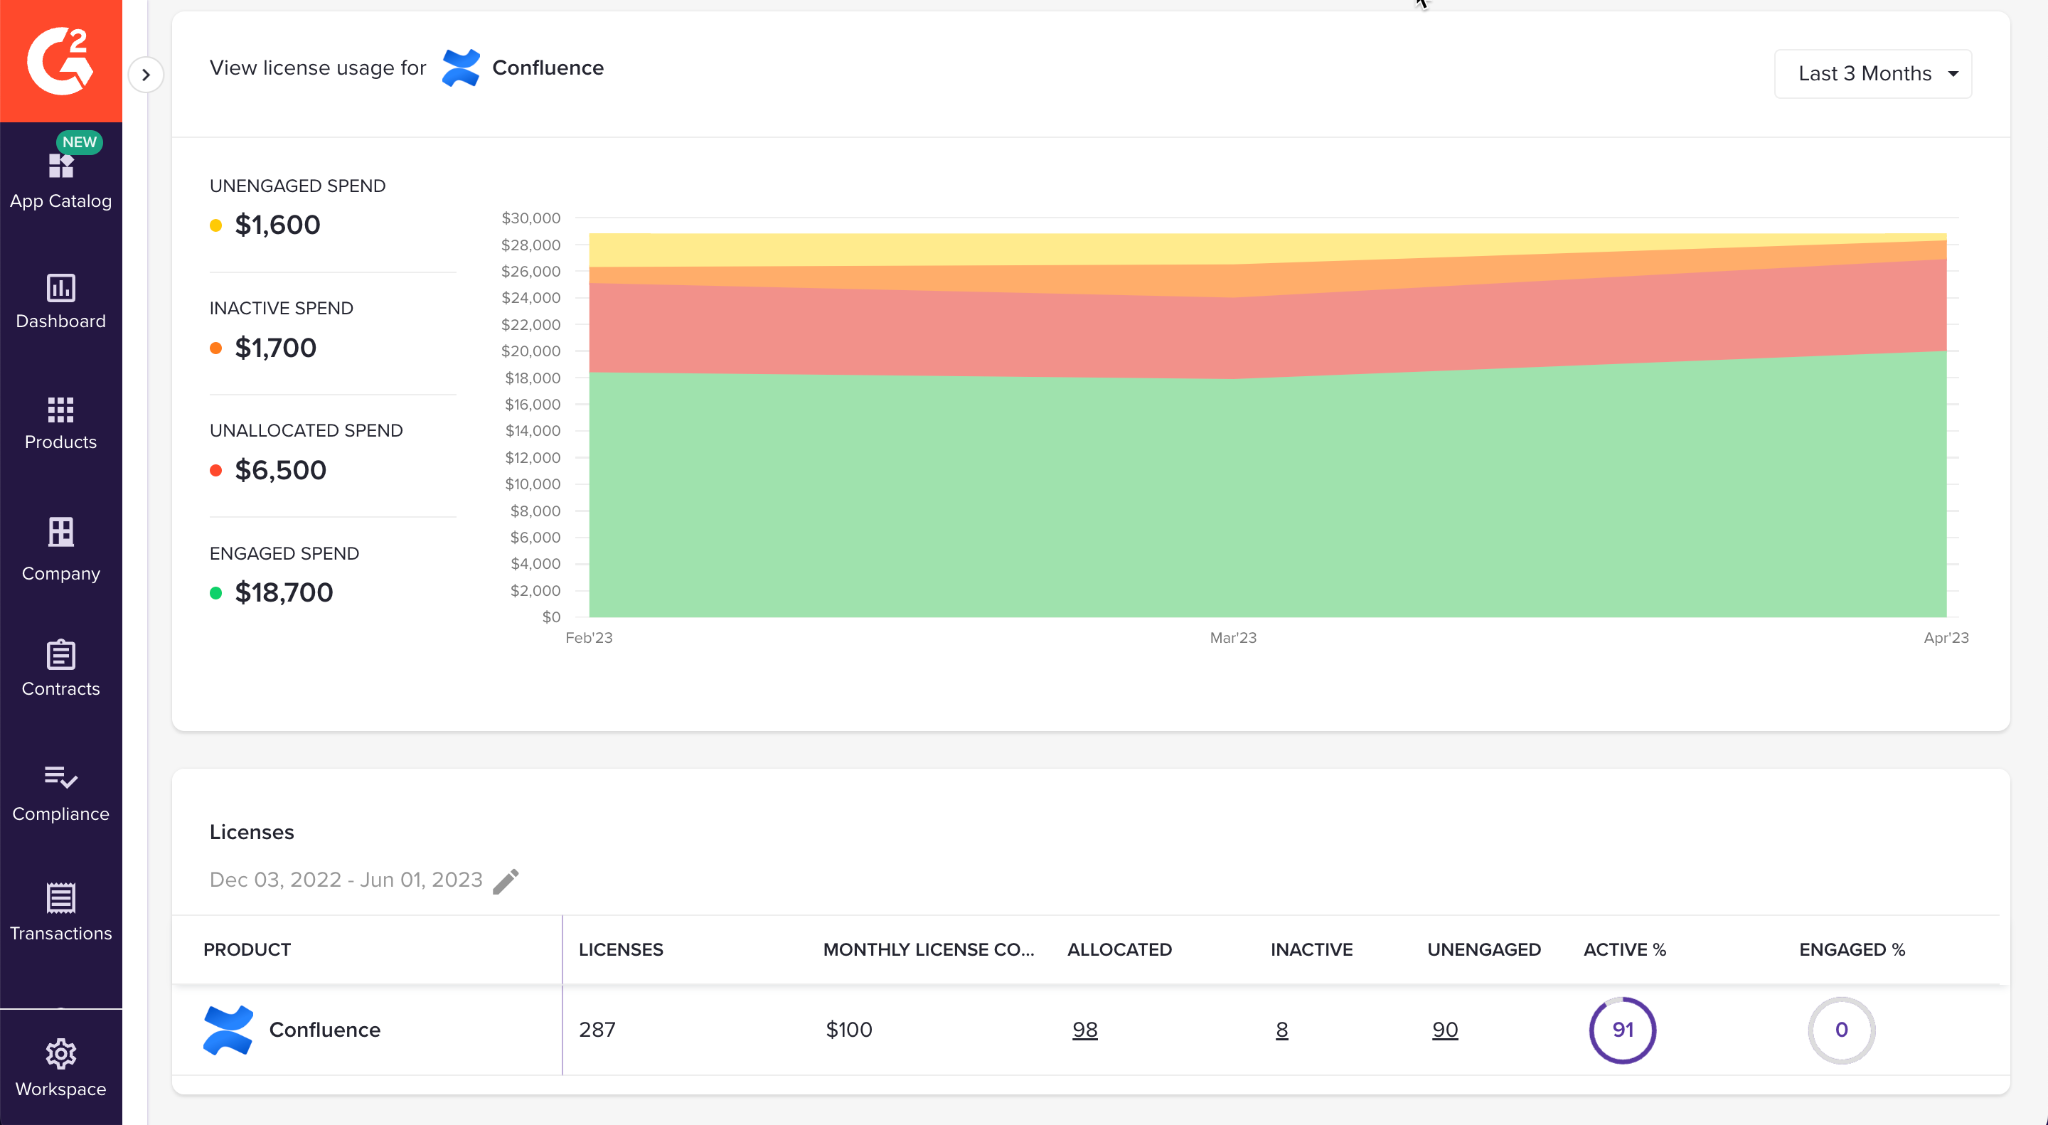 G2
NEW
App Catalog
Dashboard
Products
Company
Contracts
Compliance
Transactions
Workspace
View license usage for Confluence
Last 3 Months
UNENGAGED SPEND
$1,600
INACTIVE SPEND
$1,700
UNALLOCATED SPEND
$6,500
ENGAGED SPEND
$18,700
$30,000
$28,000
$26,000
$24,000
$22,000
$20,000
$18,000
$16,000
$14,000
$12,000
$10,000
$8,000
$6,000
$4,000
$2,000
$0
Feb'23 Mar'23 Apr'23
Licenses
Dec 03, 2022 - Jun 01, 2023
PRODUCT LICENSES MONTHLY LICENSE CO... ALLOCATED INACTIVE UNENGAGED ACTIVE % ENGAGED %
Confluence 287 $100 98 8 90 91 0